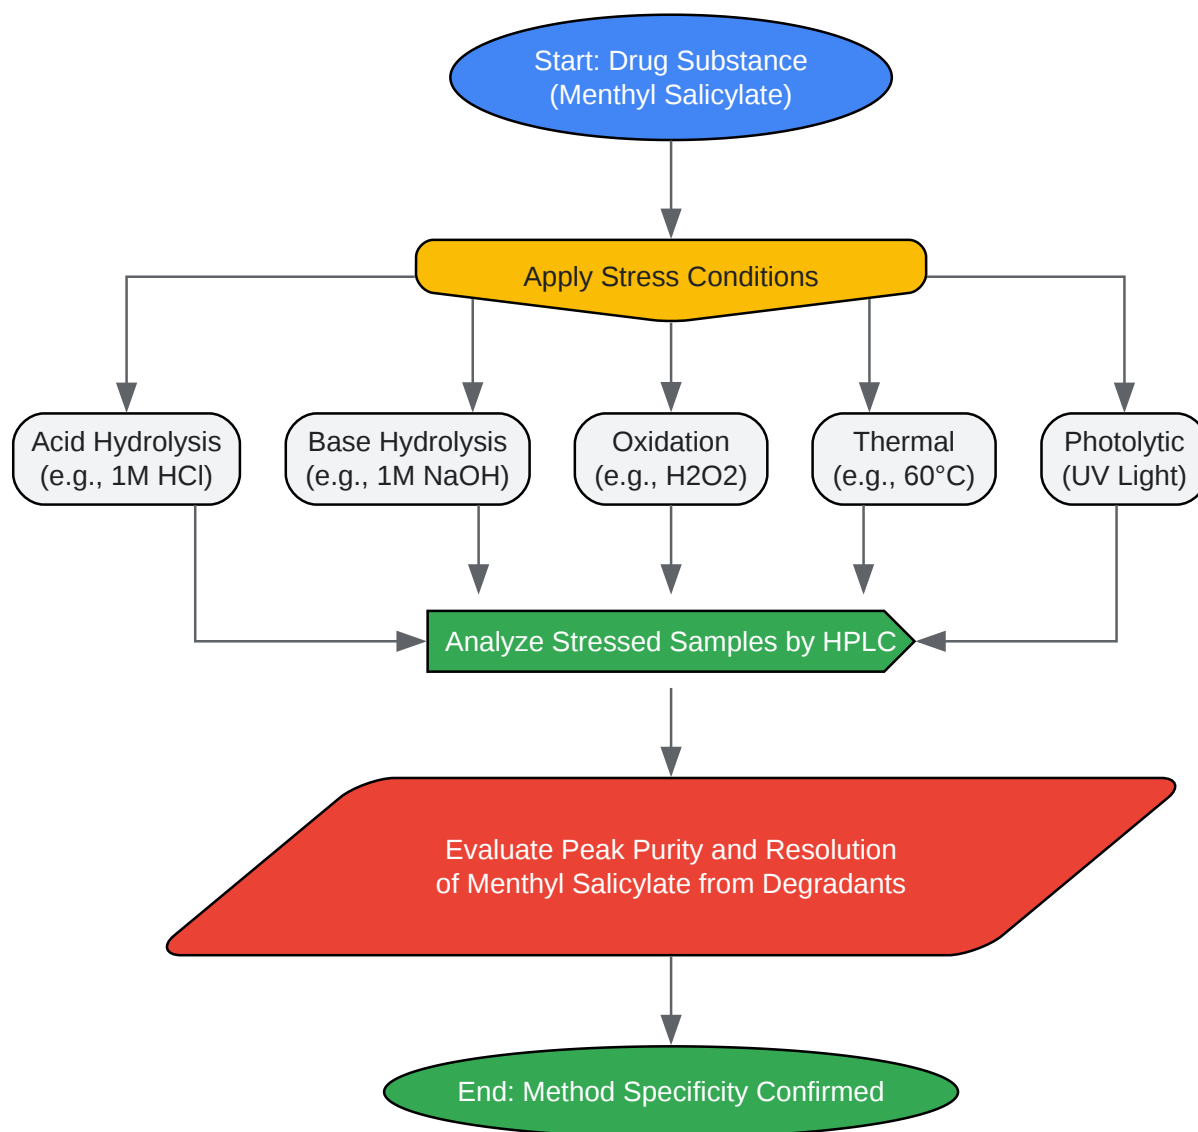 Start: Drug Substance
(Menthyl Salicylate)
Apply Stress Conditions
Acid Hydrolysis
(e.g., 1M HCl)
Base Hydrolysis
(e.g., 1M NaOH)
Oxidation
(e.g., H2O2)
Thermal
(e.g., 60°C)
Photolytic
(UV Light)
Analyze Stressed Samples by HPLC
Evaluate Peak Purity and Resolution
of Menthyl Salicylate from Degradants
End: Method Specificity Confirmed